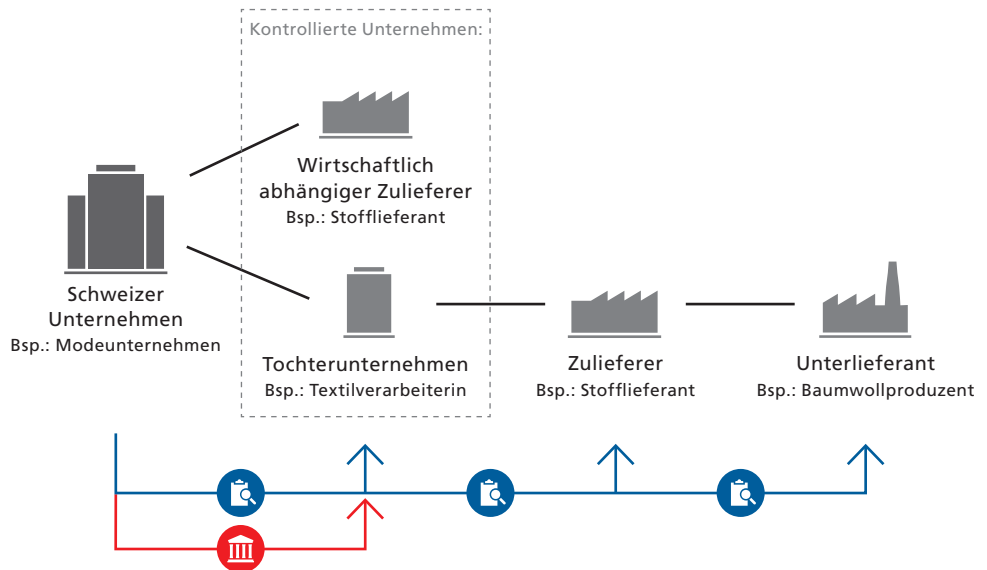 Kontrollierte Unternehmen:
Wirtschaftlich
abhängiger Zulieferer
Bsp.: Stofflieferant
Schweizer
Unternehmen
Bsp.: Modeunternehmen
Tochterunternehmen
Bsp.: Textilverarbeiterin
Zulieferer
Bsp.: Stofflieferant
Unterlieferant
Bsp.: Baumwollproduzent